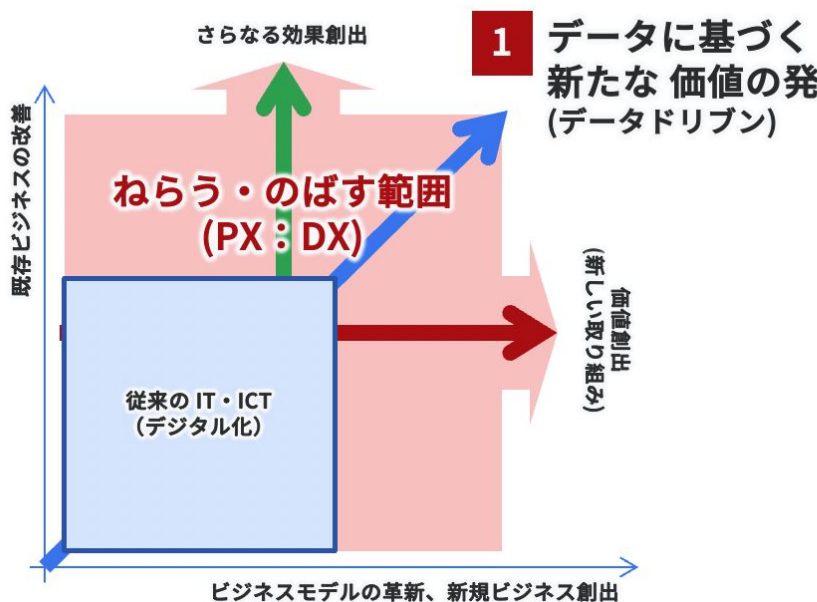 さらなる効果創出
1
データに基づく
新たな 価値の発
(データドリブン)
既存ビジネスの改善
ねらう・のばす範囲
(PX：DX)
価値創出
(新しい取り組み)
従来の IT・ICT
（デジタル化）
ビジネスモデルの革新、新規ビジネス創出